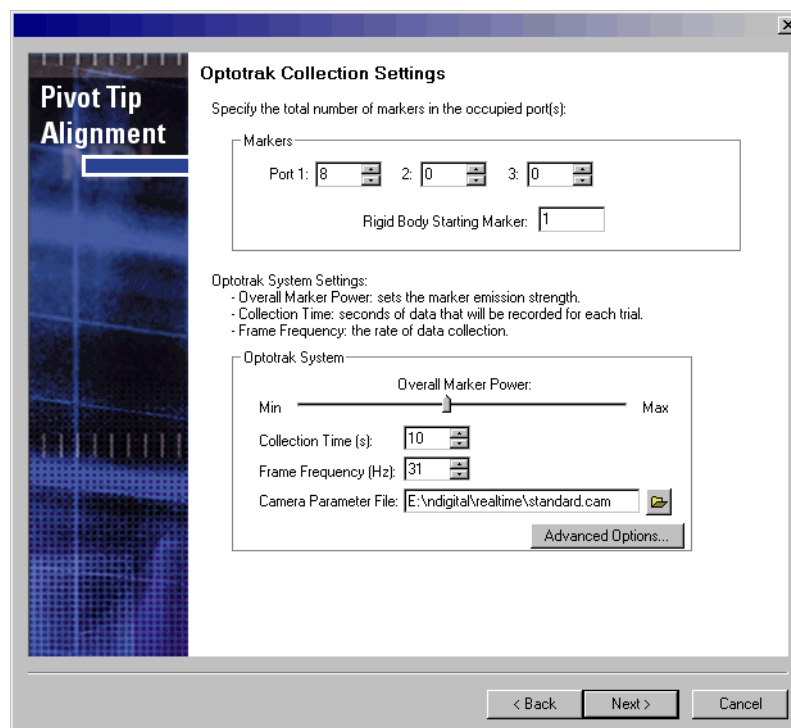 Pivot Tip
Alignment
Optotrak Collection Settings
Specify the total number of markers in the occupied port(s):
Markers
Port 1: 8 2: 0 3: 0
Rigid Body Starting Marker: 1
Optotrak System Settings:
- Overall Marker Power: sets the marker emission strength.
- Collection Time: seconds of data that will be recorded for each trial.
- Frame Frequency: the rate of data collection.
Optotrak System
Overall Marker Power:
Min Max
Collection Time (s): 10
Frame Frequency (Hz): 31
Camera Parameter File: E:\ndigital\realtime\standard.cam
Advanced Options...
< Back Next > Cancel